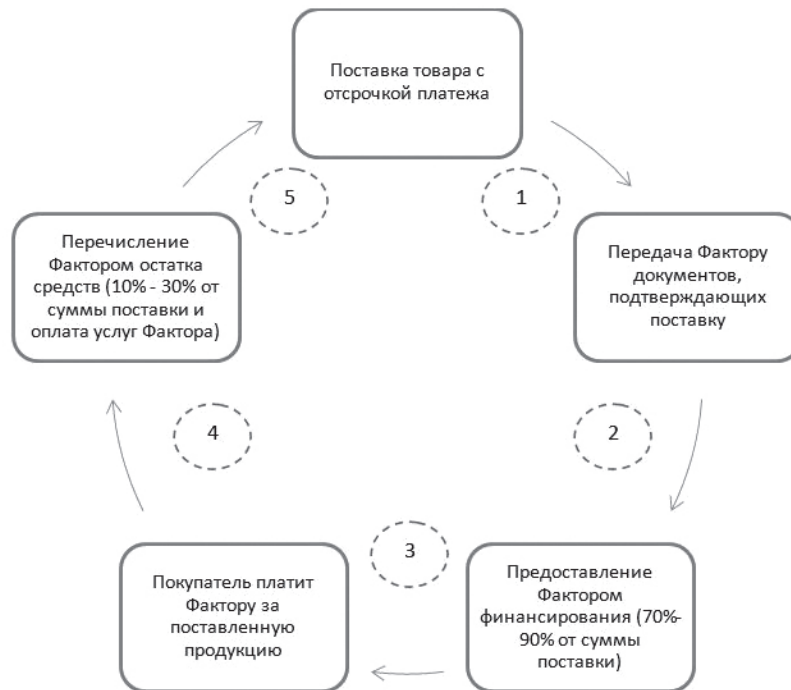 Поставка товара с
отсрочкой платежа
1
Передача Фактору
документов,
подтверждающих
поставку
2
Предоставление
Фактором
финансирования (70%-
90% от суммы
поставки)
3
Покупатель платит
Фактору за
поставленную
продукцию
4
Перечисление
Фактором остатка
средств (10% - 30% от
суммы поставки и
оплата услуг Фактора)
5